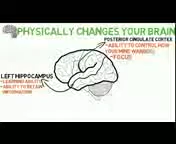 PHYSICALLY CHANGES YOUR BRAIN
POSTERIOR CINGULATE CORTEX
-ABILITY TO CONTROL HOW
YOUR MIND WANDERS
-FOCUS
LEFT HIPPOCAMPUS
-LEARNING ABILITY
-ABILITY TO RETAIN
INFORMATION